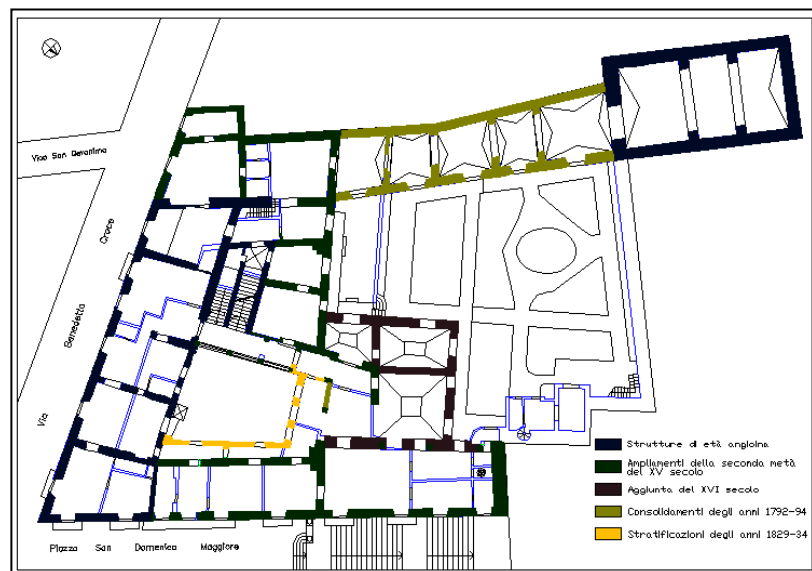 Vico San Geronimo
Via Benedetto Croce
Strutture di età angioina
Ampliamenti della seconda metà
del XV secolo
Aggiunta del XVI secolo
Consolidamenti degli anni 1792-94
Stratificazioni degli anni 1829-34
Piazza San Domenico Maggiore